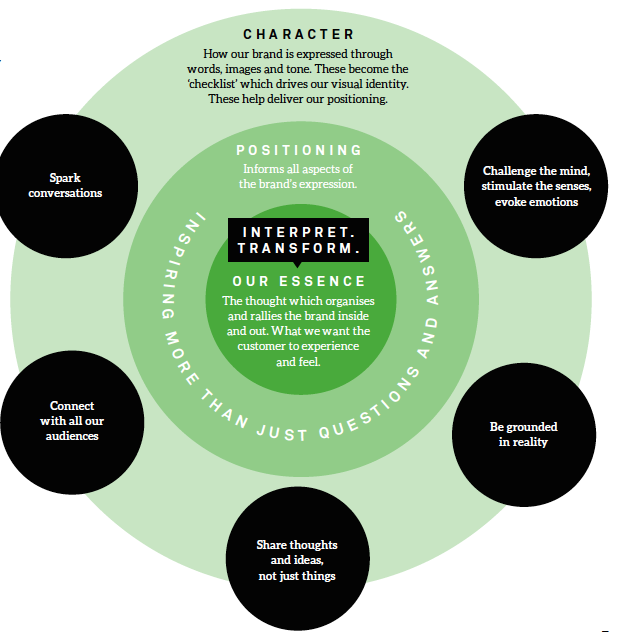 CHARACTER
How our brand is expressed through
words, images and tone. These become the
‘checklist’ which drives our visual identity.
These help deliver our positioning.
POSITIONING
Informs all aspects of
the brand’s expression.
Spark
conversations
Challenge the mind,
stimulate the senses,
evoke emotions
INTERPRET.
TRANSFORM.
OUR ESSENCE
The thought which organises
and rallies the brand inside
and out. What we want the
customer to experience
and feel.
INSPIRING MORE THAN JUST QUESTIONS AND ANSWERS
Connect
with all our
audiences
Be grounded
in reality
Share thoughts
and ideas,
not just things